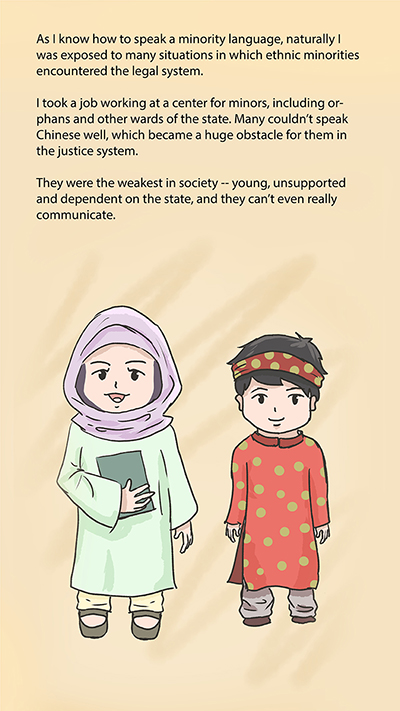 As I know how to speak a minority language, naturally I
was exposed to many situations in which ethnic minorities
encountered the legal system.
I took a job working at a center for minors, including or-
phans and other wards of the state. Many couldn't speak
Chinese well, which became a huge obstacle for them in
the justice system.
They were the weakest in society -- young, unsupported
and dependent on the state, and they can't even really
communicate.